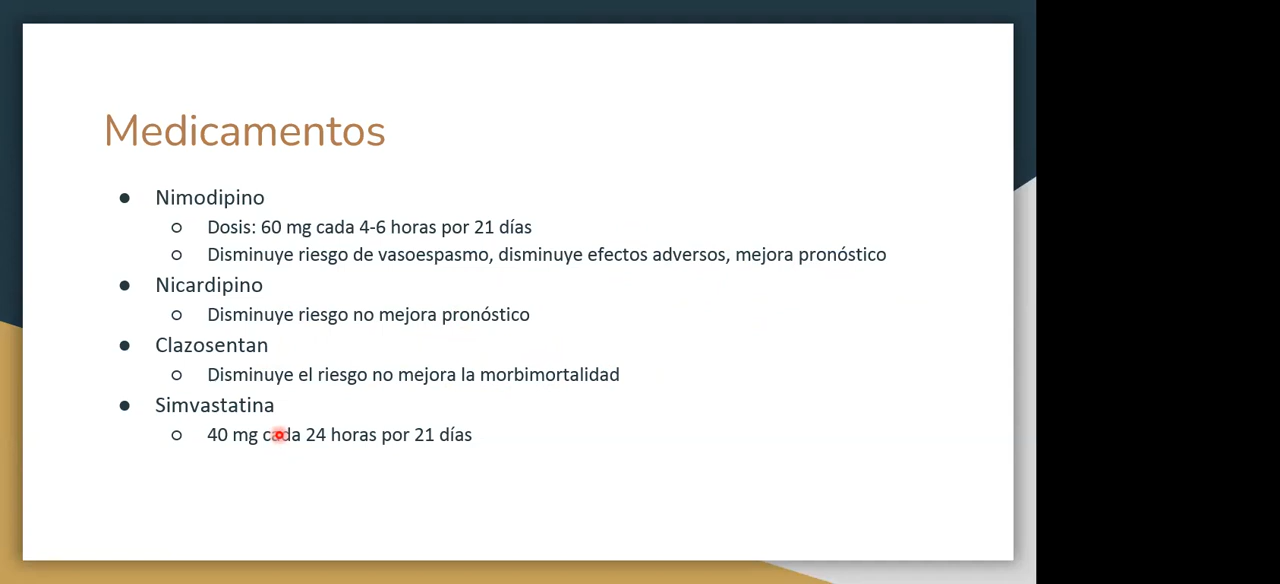 Medicamentos
Nimodipino
Dosis: 60 mg cada 4-6 horas por 21 días
Disminuye riesgo de vasoespasmo, disminuye efectos adversos, mejora pronóstico
Nicardipino
Disminuye riesgo no mejora pronóstico
Clazosentan
Disminuye el riesgo no mejora la morbimortalidad
Simvastatina
40 mg cada 24 horas por 21 días